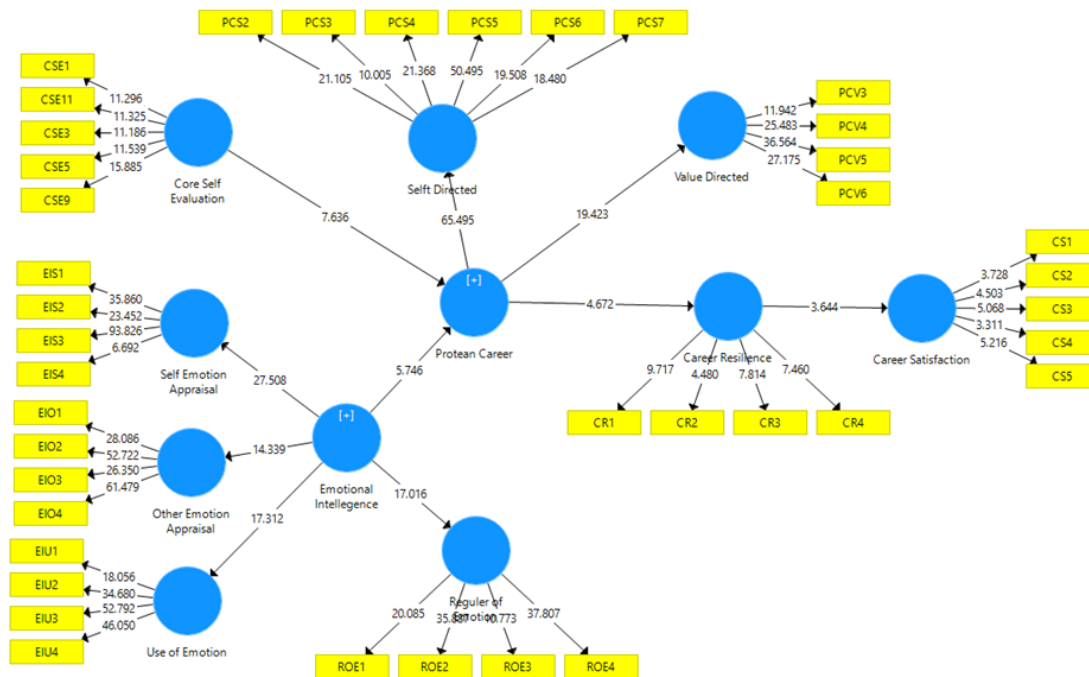 PCS2
PCS3
PCS4
PCS5
PCS6
PCS7
21.105
10.005
21.368
50.495
19.508
18.480
CSE1
CSE11
CSE3
CSE5
CSE9
11.296
11.325
11.186
11.539
15.885
Core Self
Evaluation
Selft Directed
PCV3
PCV4
PCV5
PCV6
11.942
25.483
36.564
27.175
Value Directed
7.636
65.495
19.423
EIS1
EIS2
EIS3
EIS4
35.860
23.452
93.826
6.692
Self Emotion
Appraisal
[+]
Protean Career
4.672
Career Resilience
3.644
Career Satisfaction
CS1
CS2
CS3
CS4
CS5
3.728
4.503
5.068
3.311
5.216
9.717
4.480
7.814
7.460
CR1
CR2
CR3
CR4
27.508
5.746
EIO1
EIO2
EIO3
EIO4
28.086
52.722
26.350
61.479
Other Emotion
Appraisal
14.339
[+]
Emotional
Intellegence
17.312
17.016
EIU1
EIU2
EIU3
EIU4
18.056
34.680
52.792
46.050
Use of Emotion
Reguler of
Emotion
20.085
37.807
ROE1
ROE2
ROE3
ROE4